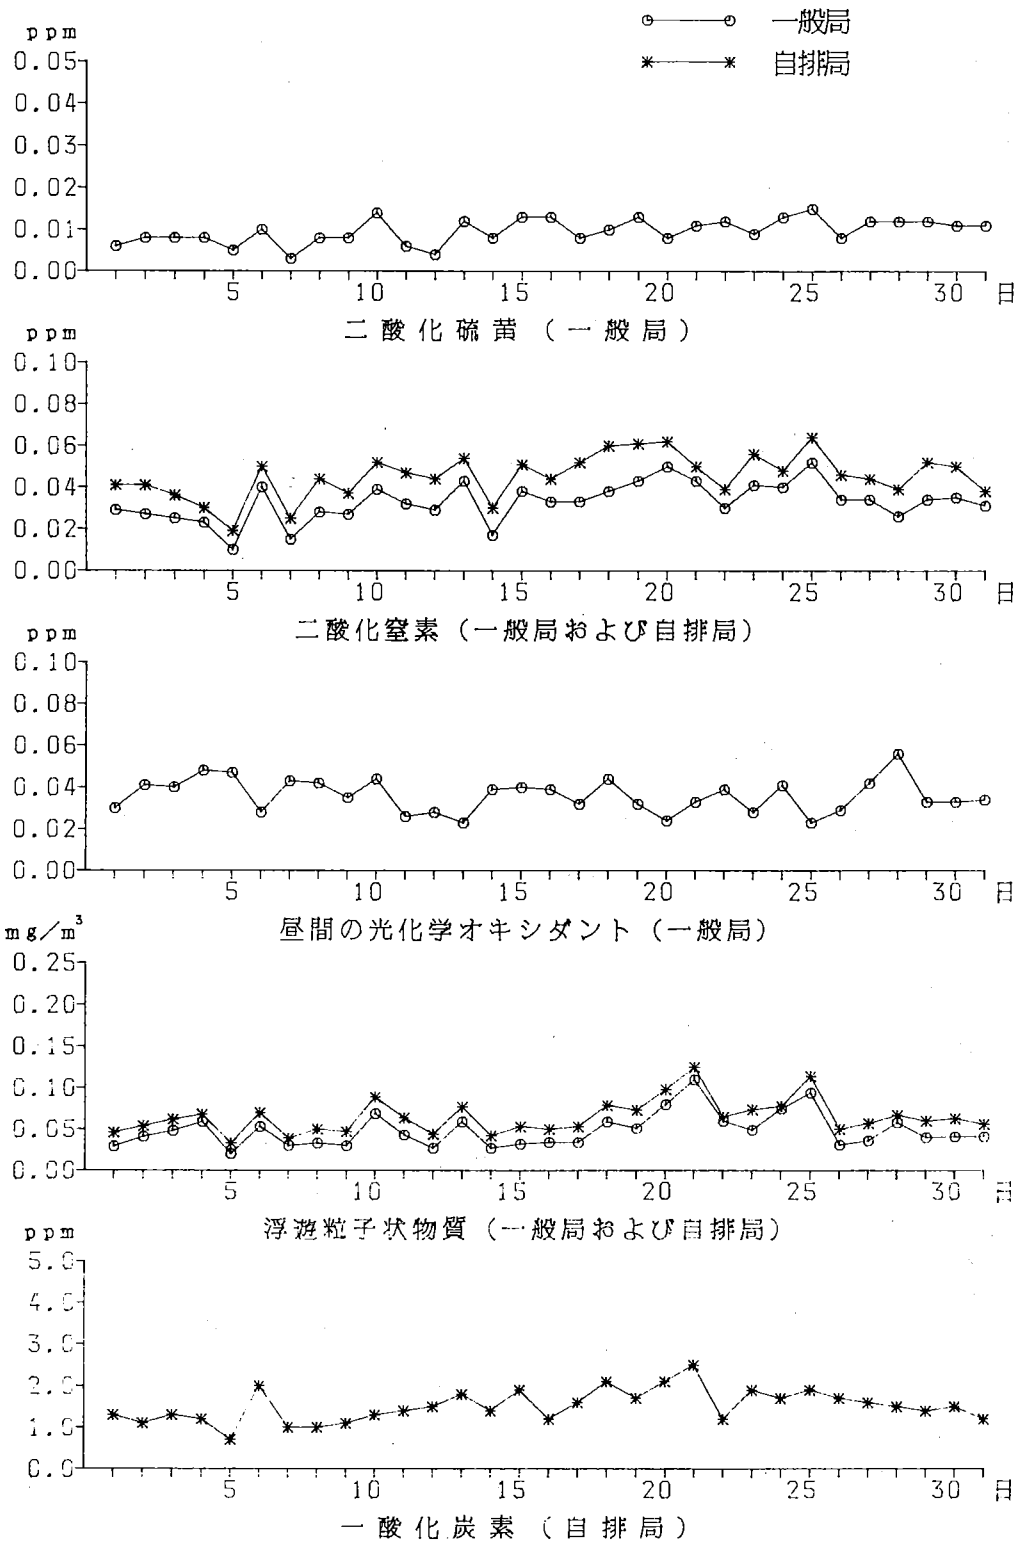 一般局
自排局
ppm
0.05
0.04
0.03
0.02
0.01
0.00
5 10 15 20 25 30 日
二酸化硫黄(一般局)
ppm
0.10
0.08
0.06
0.04
0.02
0.00
5 10 15 20 25 30 日
二酸化窒素(一般局および自排局)
ppm
0.10
0.08
0.06
0.04
0.02
0.00
5 10 15 20 25 30 日
昼間の光化学オキシダント(一般局)
mg/m³
0.25
0.20
0.15
0.10
0.05
0.00
5 10 15 20 25 30 日
浮遊粒子状物質(一般局および自排局)
ppm
5.0
4.0
3.0
2.0
1.0
0.0
5 10 15 20 25 30 日
一酸化炭素(自排局)